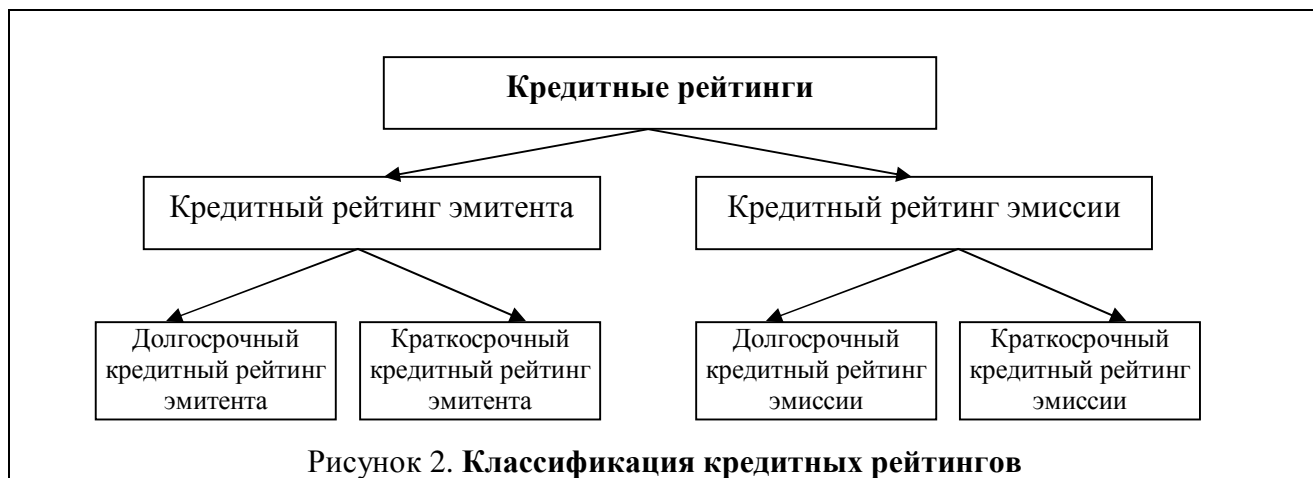 Кредитные рейтинги
Кредитный рейтинг эмитента
Кредитный рейтинг эмиссии
Долгосрочный
кредитный рейтинг
эмитента
Краткосрочный
кредитный рейтинг
эмитента
Долгосрочный
кредитный рейтинг
эмиссии
Краткосрочный
кредитный рейтинг
эмиссии
Рисунок 2. Классификация кредитных рейтингов